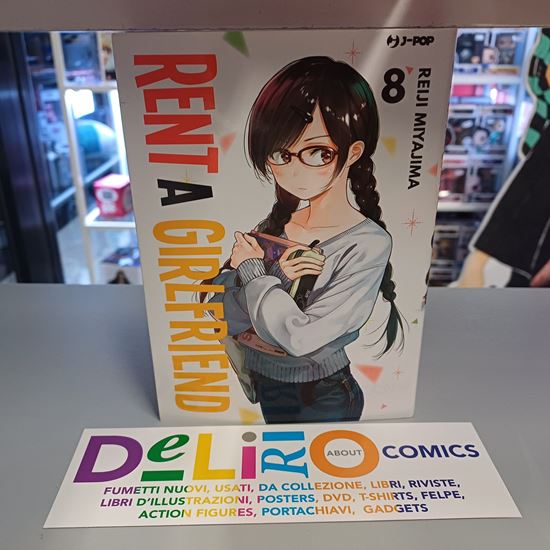 J-POP
8
REIJI MIYAJIMA
RENT A GIRLFRIEND
DeLiRIO ABOUT COMICS
FUMETTI NUOVI, USATI, DA COLLEZIONE, LIBRI, RIVISTE,
LIBRI D'ILLUSTRAZIONI, POSTERS, DVD, T-SHIRTS, FELPE,
ACTION FIGURES, PORTACHIAVI, GADGETS